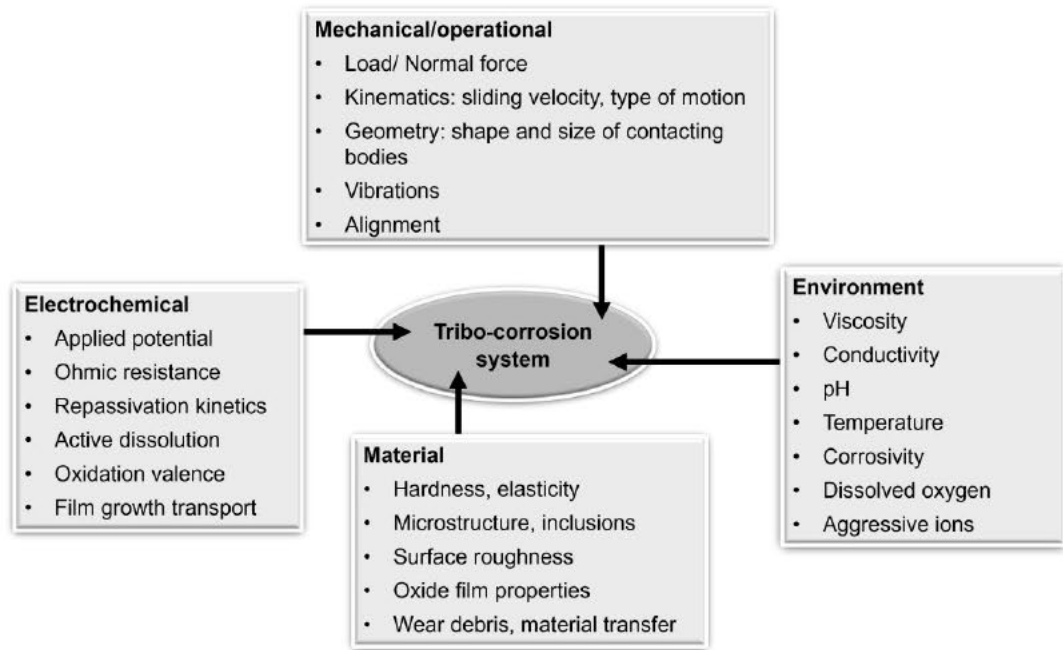 Mechanical/operational
• Load/ Normal force
• Kinematics: sliding velocity, type of motion
• Geometry: shape and size of contacting
bodies
• Vibrations
• Alignment
Electrochemical
• Applied potential
• Ohmic resistance
• Repassivation kinetics
• Active dissolution
• Oxidation valence
• Film growth transport
Tribo-corrosion
system
Environment
• Viscosity
• Conductivity
• pH
• Temperature
• Corrosivity
• Dissolved oxygen
• Aggressive ions
Material
• Hardness, elasticity
• Microstructure, inclusions
• Surface roughness
• Oxide film properties
• Wear debris, material transfer